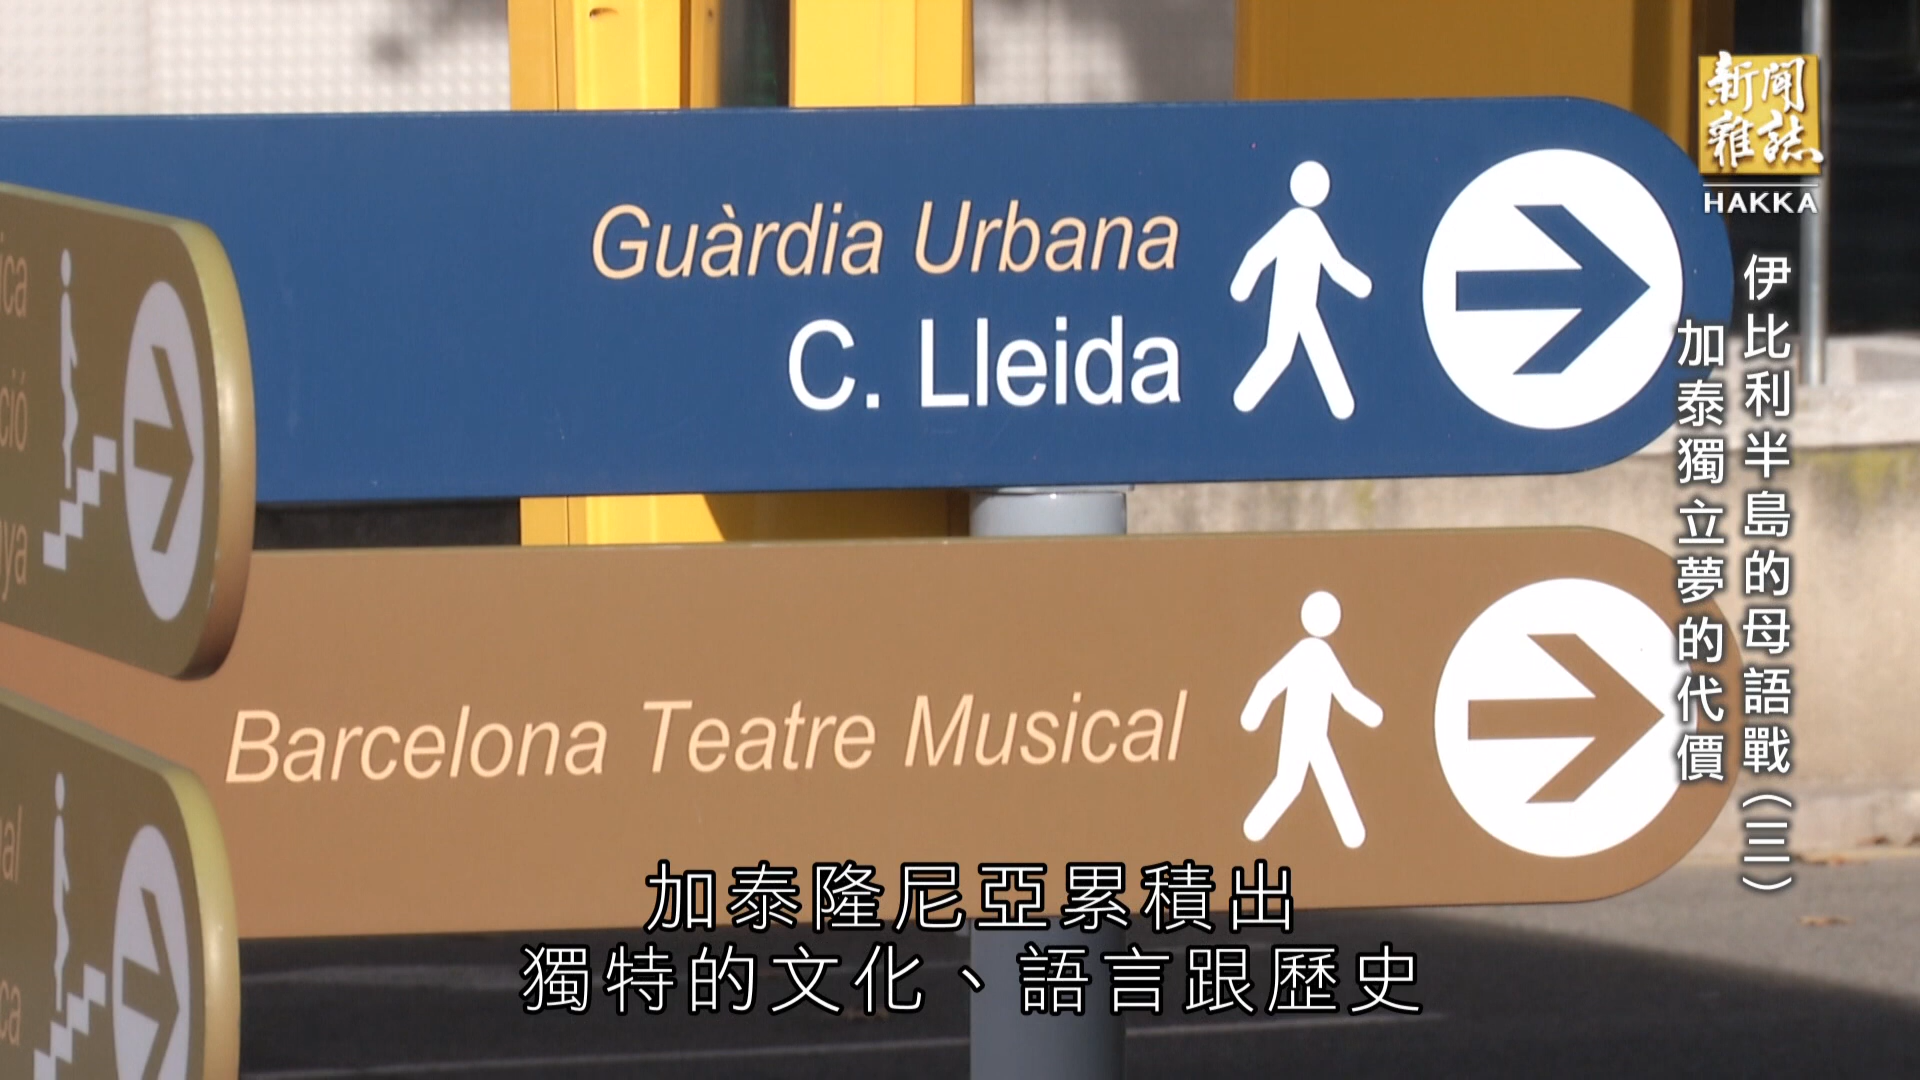 Guàrdia Urbana
C. Lleida
Barcelona Teatre Musical
新聞
雜誌
HAKKA
伊比利半島的母語戰(三)
加泰獨立夢的代價
加泰隆尼亞累積出
獨特的文化、語言跟歷史